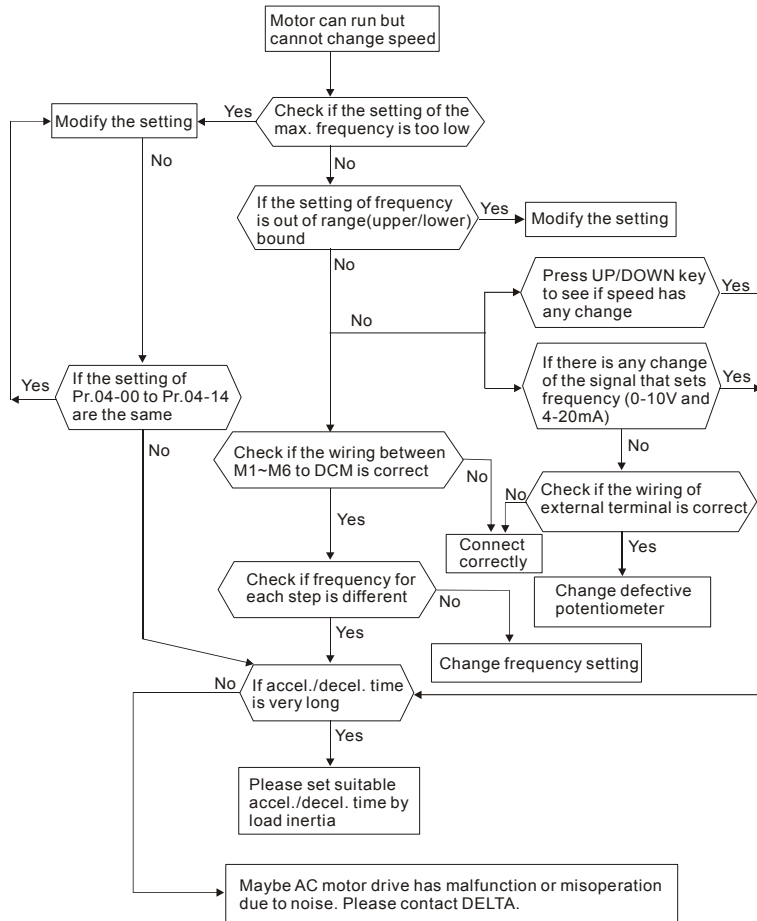 Motor can run but
cannot change speed
Yes
Check if the setting of the
max. frequency is too low
Modify the setting
No
No
If the setting of frequency
is out of range(upper/lower)
bound
Yes
Modify the setting
No
No
Press UP/DOWN key
to see if speed has
any change
Yes
Yes
If the setting of
Pr.04-00 to Pr.04-14
are the same
No
If there is any change
of the signal that sets
frequency (0-10V and
4-20mA)
Yes
No
Check if the wiring between
M1~M6 to DCM is correct
No
Yes
No
Check if the wiring of
external terminal is correct
Yes
Connect
correctly
Change defective
potentiometer
Check if frequency for
each step is different
No
Yes
Change frequency setting
No
If accel./decel. time
is very long
Yes
Please set suitable
accel./decel. time by
load inertia
Maybe AC motor drive has malfunction or misoperation
due to noise. Please contact DELTA.